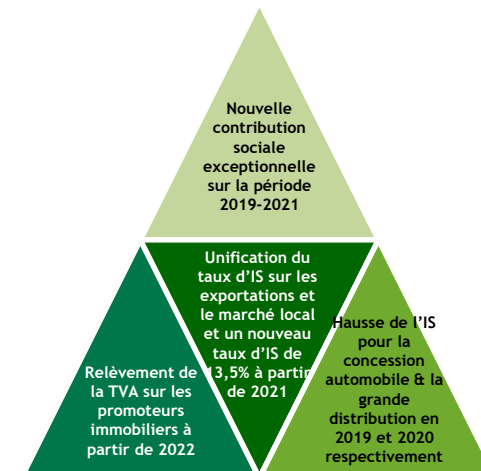 Nouvelle
contribution
sociale
exceptionnelle
sur la période
2019-2021
Unification du
taux d'IS sur les
exportations et
le marché local
et un nouveau
taux d'IS de
13,5% à partir
de 2021
Relèvement de
la TVA sur les
promoteurs
immobiliers à
partir de 2022
Hausse de l'IS
pour la
concession
automobile & la
grande
distribution en
2019 et 2020
respectivement